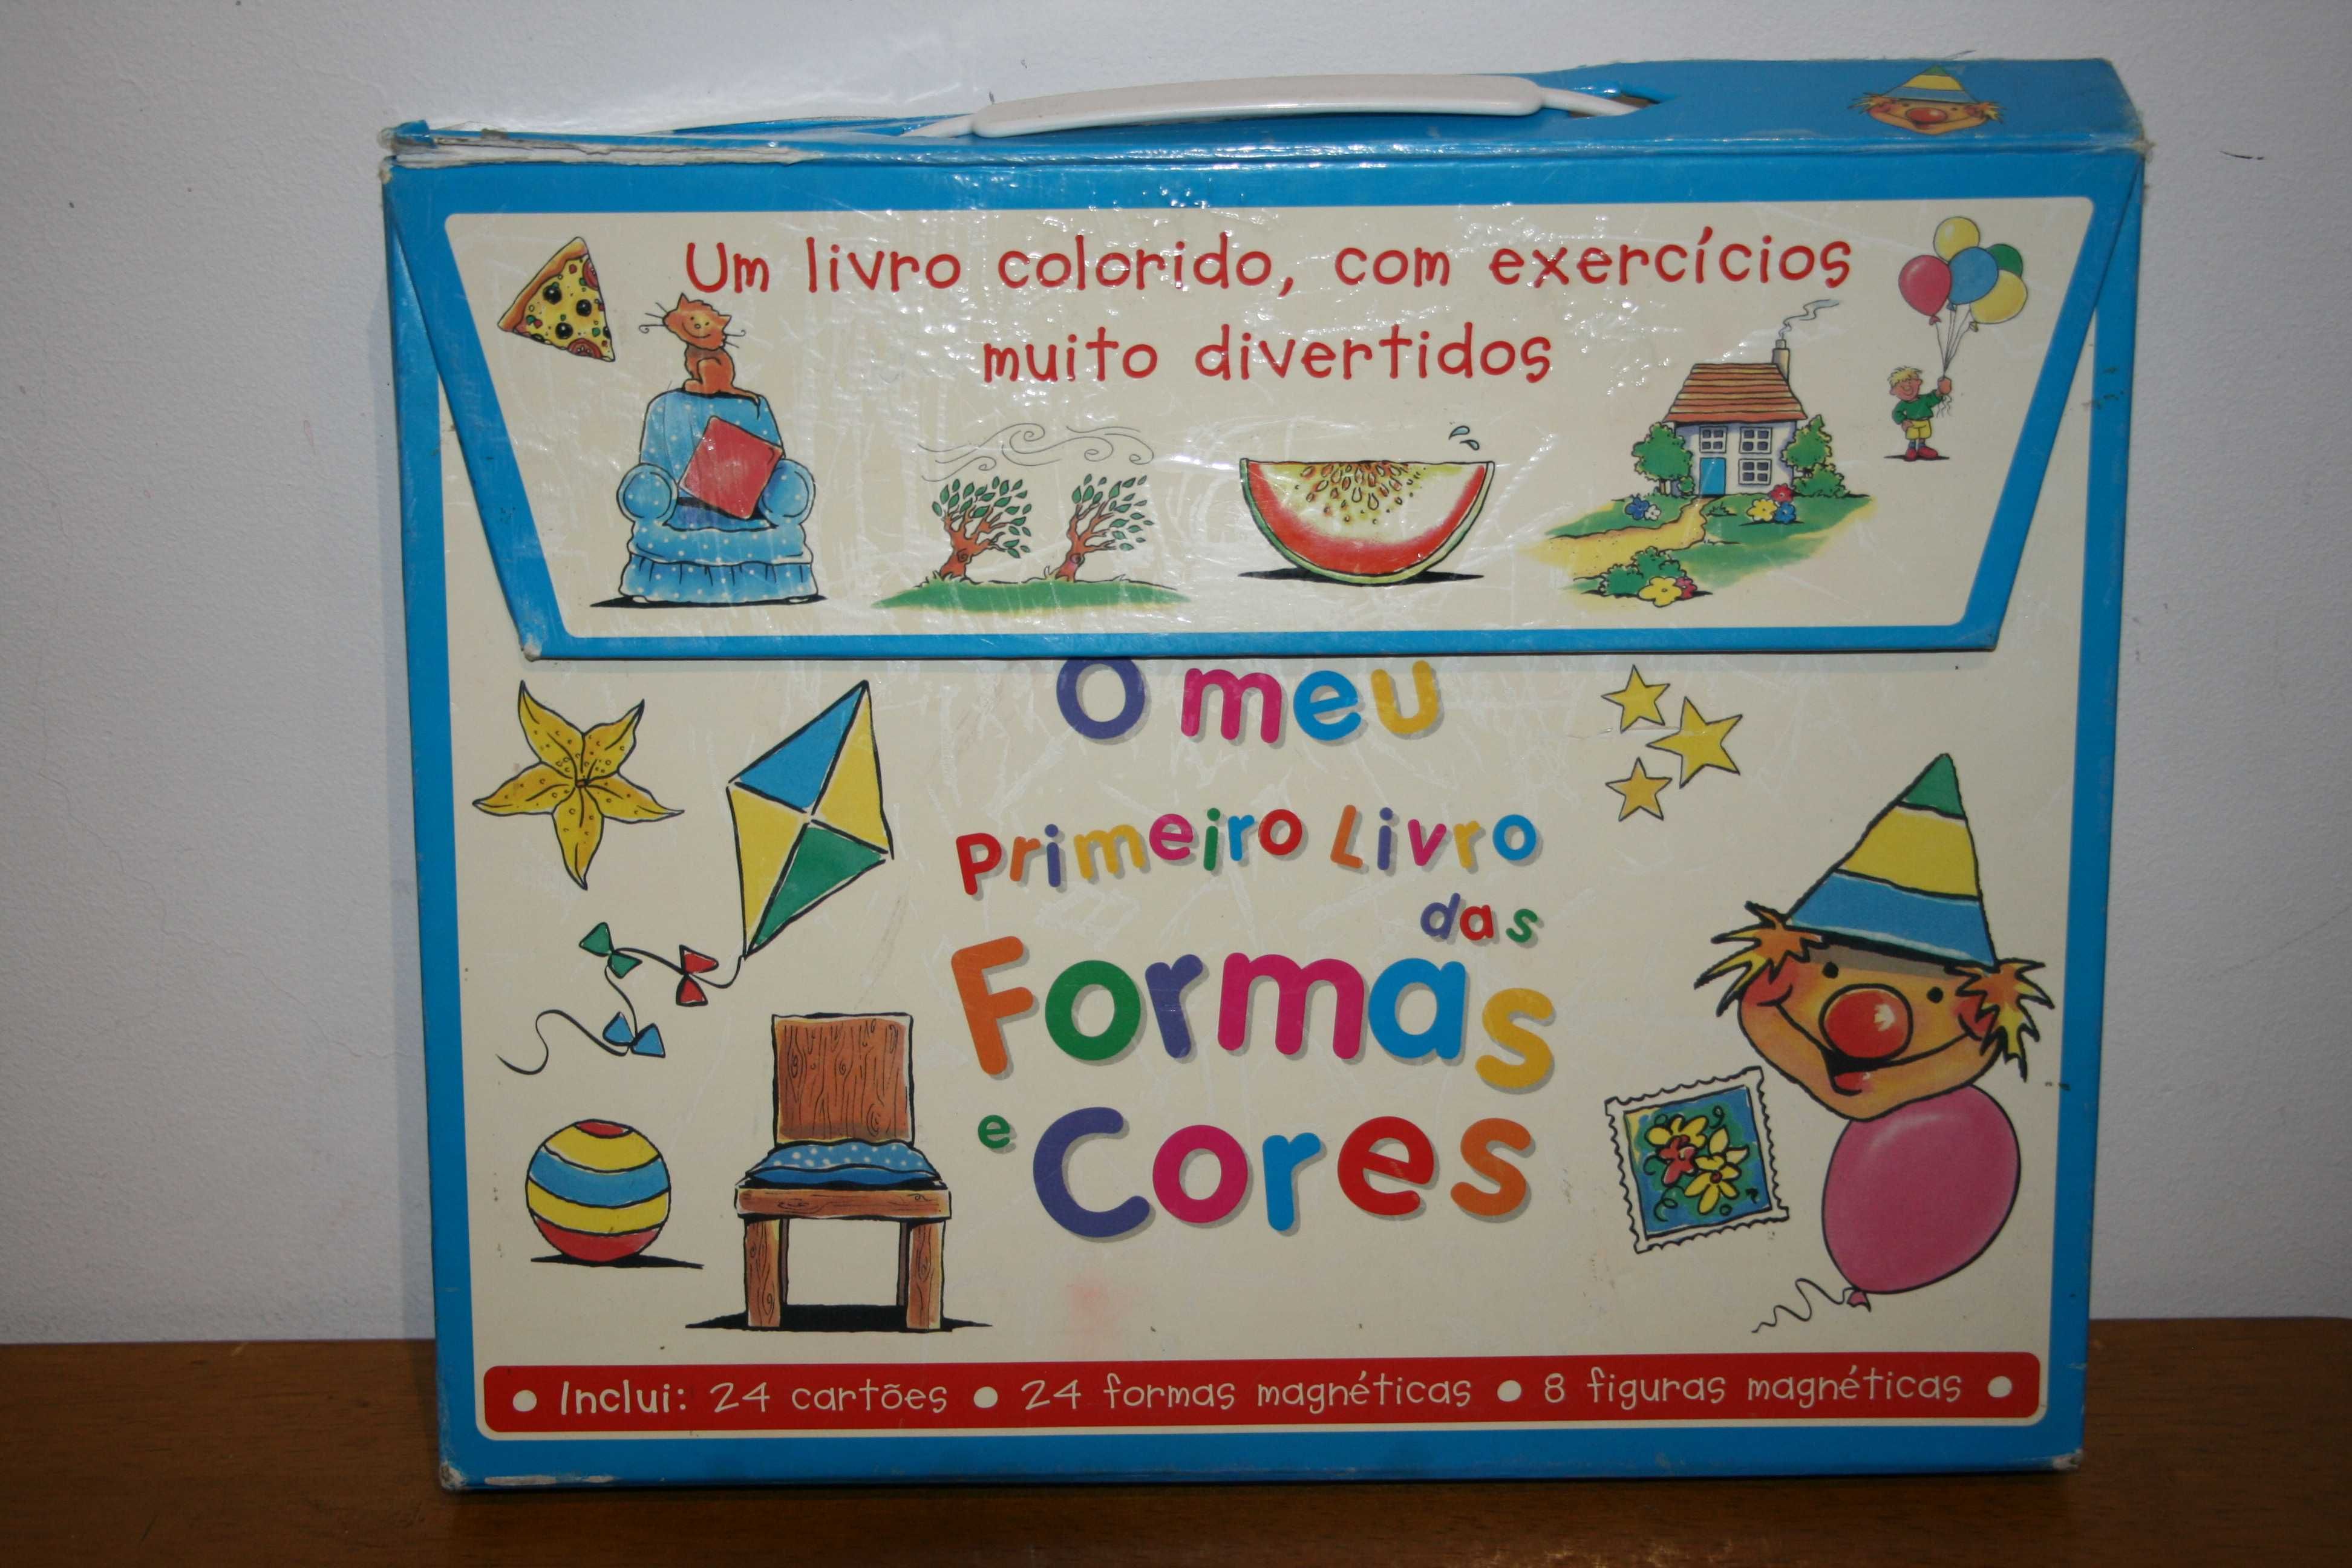 Um livro colorido, com exercícios
muito divertidos
O meu
Primeiro Livro
das
Formas
e Cores
• Inclui: 24 cartões • 24 formas magnéticas • 8 figuras magnéticas •